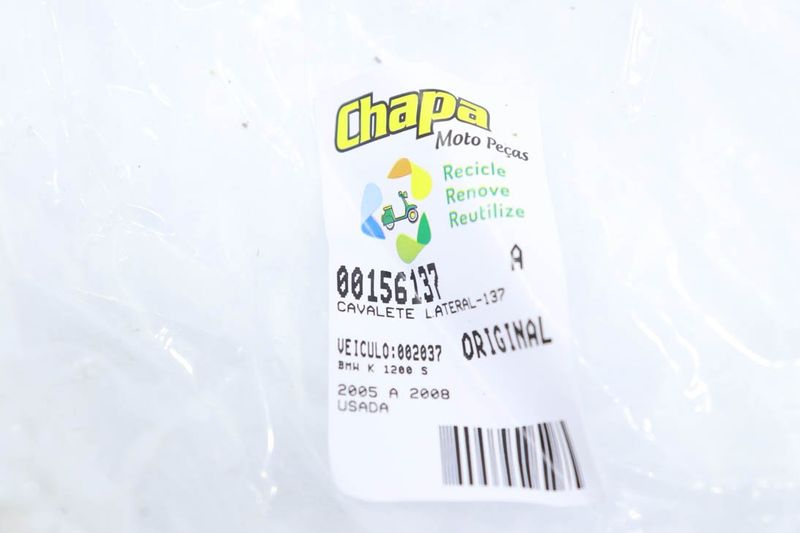 Chapa
Moto Peças
Recicle
Renove
Reutilize
A
00156137
CAVALETE LATERAL-137
VEICULO:002037 ORIGINAL
BMW K 1200 S
2005 A 2008
USADA